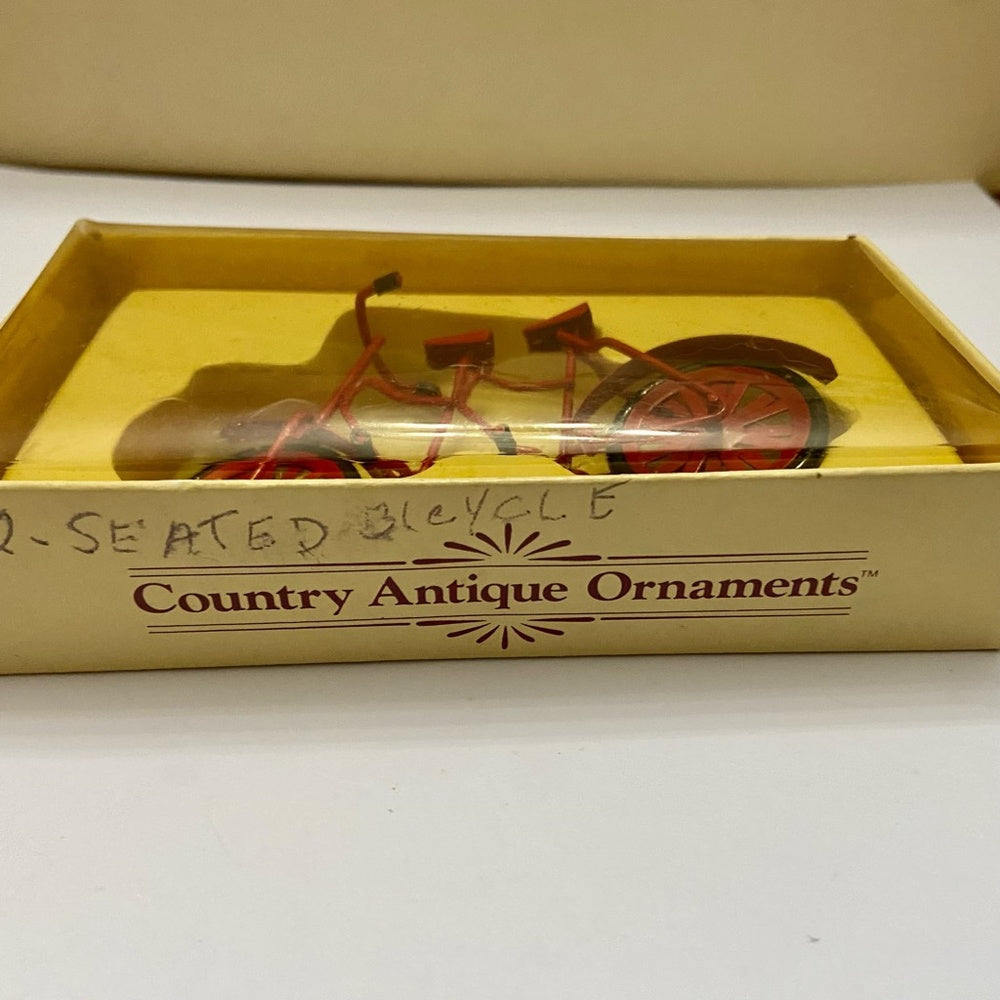 2-SEATED BIcYCLE
Country Antique Ornaments™